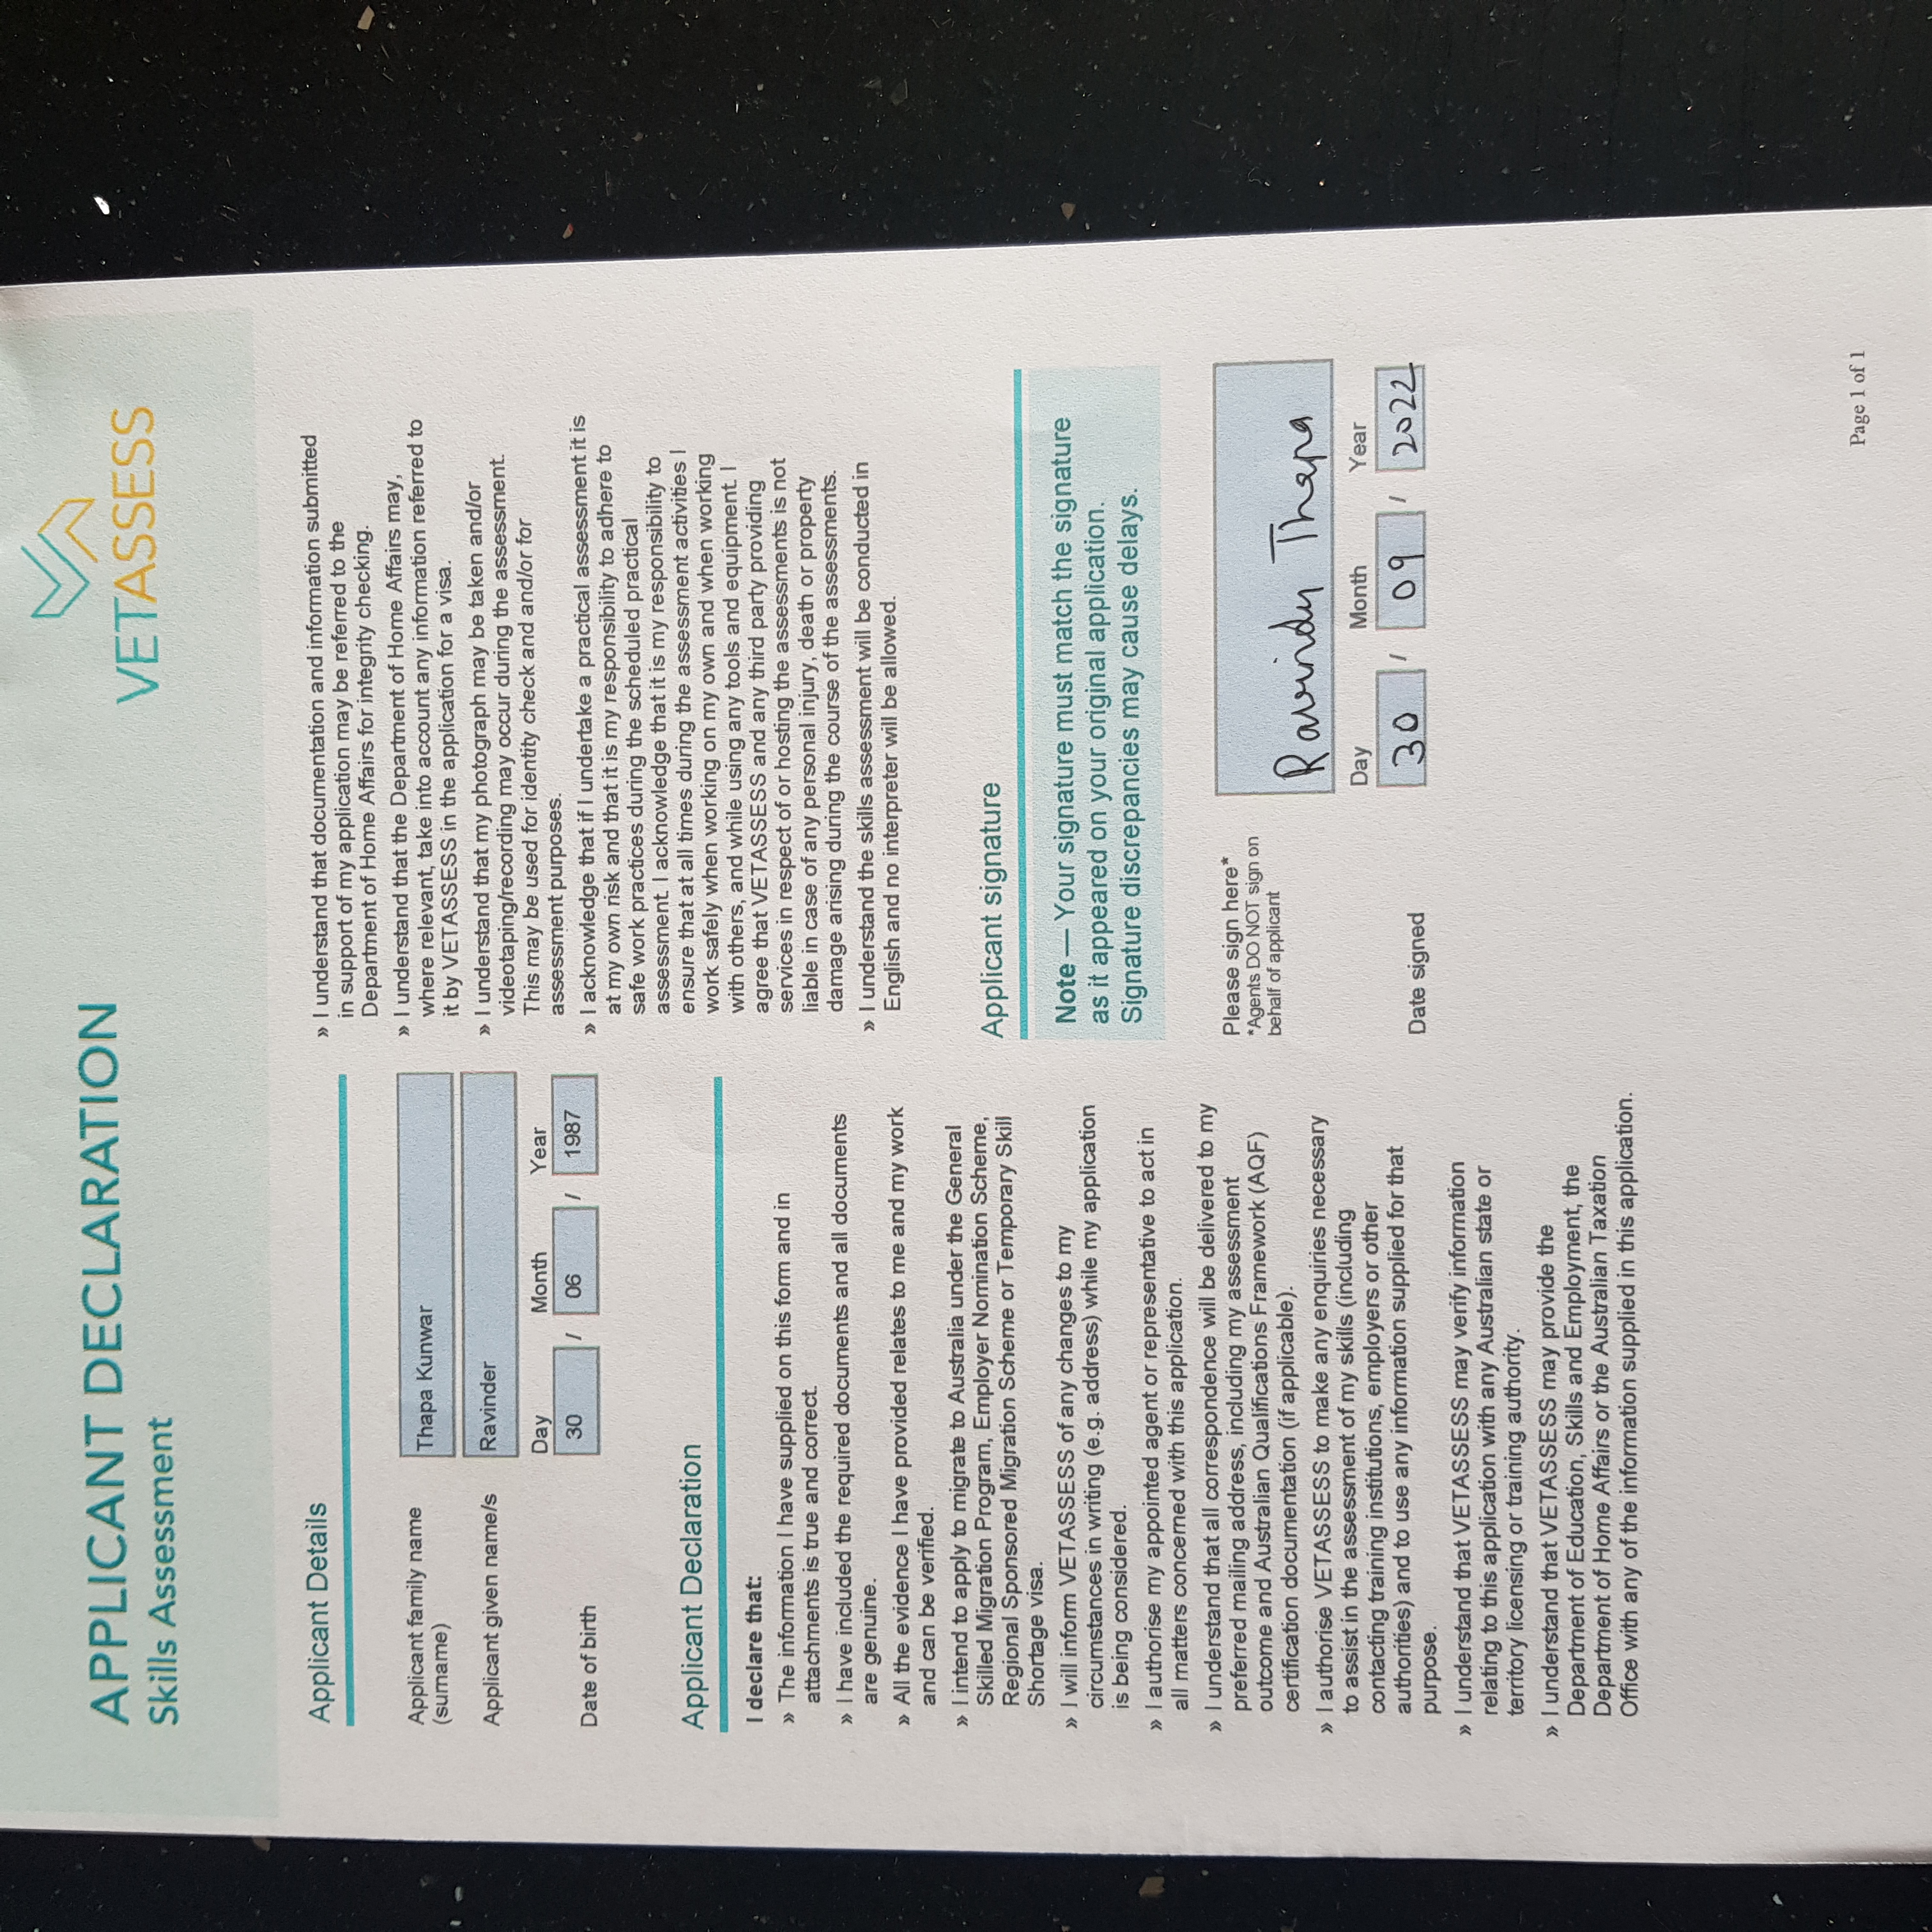 APPLICANT DECLARATION
Skills Assessment
VETASSESS
Applicant Details
Applicant family name
(surname)
Thapa Kunwar
Applicant given name/s
Ravinder
Day Month Year
Date of birth
30 / 06 / 1987
Applicant Declaration
I declare that:
» The information I have supplied on this form and in
attachments is true and correct.
» I have included the required documents and all documents
are genuine.
» All the evidence I have provided relates to me and my work
and can be verified.
» I intend to apply to migrate to Australia under the General
Skilled Migration Program, Employer Nomination Scheme,
Regional Sponsored Migration Scheme or Temporary Skill
Shortage visa.
» I will inform VETASSESS of any changes to my
circumstances in writing (e.g. address) while my application
is being considered.
» I authorise my appointed agent or representative to act in
all matters concerned with this application.
» I understand that all correspondence will be delivered to my
preferred mailing address, including my assessment
outcome and Australian Qualifications Framework (AQF)
certification documentation (if applicable).
» I authorise VETASSESS to make any enquiries necessary
to assist in the assessment of my skills (including
contacting training institutions, employers or other
authorities) and to use any information supplied for that
purpose.
» I understand that VETASSESS may verify information
relating to this application with any Australian state or
territory licensing or training authority.
» I understand that VETASSESS may provide the
Department of Education, Skills and Employment, the
Department of Home Affairs or the Australian Taxation
Office with any of the information supplied in this application.
» I understand that documentation and information submitted
in support of my application may be referred to the
Department of Home Affairs for integrity checking.
» I understand that the Department of Home Affairs may,
where relevant, take into account any information referred to
it by VETASSESS in the application for a visa.
» I understand that my photograph may be taken and/or
videotaping/recording may occur during the assessment.
This may be used for identity check and and/or for
assessment purposes.
» I acknowledge that if I undertake a practical assessment it is
at my own risk and that it is my responsibility to adhere to
safe work practices during the scheduled practical
assessment. I acknowledge that it is my responsibility to
ensure that at all times during the assessment activities I
work safely when working on my own and when working
with others, and while using any tools and equipment. I
agree that VETASSESS and any third party providing
services in respect of or hosting the assessments is not
liable in case of any personal injury, death or property
damage arising during the course of the assessments.
» I understand the skills assessment will be conducted in
English and no interpreter will be allowed.
Applicant signature
Note — Your signature must match the signature
as it appeared on your original application.
Signature discrepancies may cause delays.
Please sign here*
*Agents DO NOT sign on
behalf of applicant
Ravinder Thapa
Day Month Year
Date signed
30 / 09 / 2022
Page 1 of 1